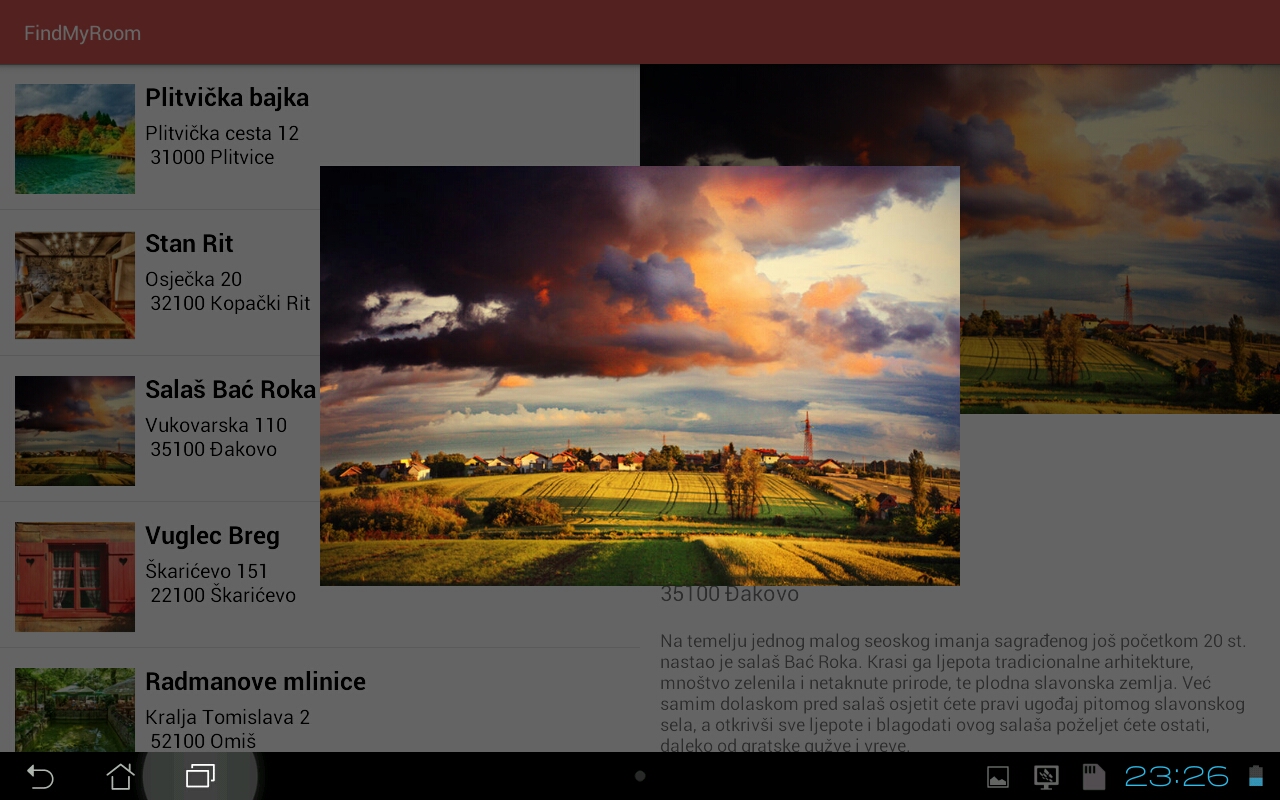 FindMyRoom
Plitvička bajka
Plitvička cesta 12
31000 Plitvice
Stan Rit
Osječka 20
32100 Kopački Rit
Salaš Bać Roka
Vukovarska 110
35100 Đakovo
Vuglec Breg
Škarićevo 151
22100 Škarićevo
Radmanove mlinice
Kralja Tomislava 2
52100 Omiš
35100 Đakovo
Na temelju jednog malog seoskog imanja sagrađenog još početkom 20 st.
nastao je salaš Bać Roka. Krasi ga ljepota tradicionalne arhitekture,
mnoštvo zelenila i netaknute prirode, te plodna slavonska zemlja. Već
samim dolaskom pred salaš osjetit ćete pravi ugođaj pitomog slavonskog
sela, a otkrivši sve ljepote i blagodati ovog salaša poželjet ćete ostati,
daleko od gratske gužve i vreve.
23:26